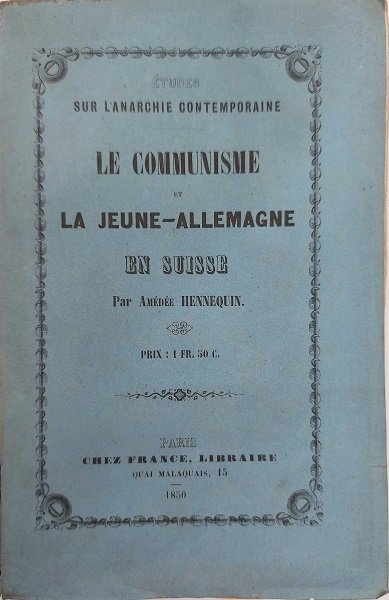 ÉTUDES
SUR L'ANARCHIE CONTEMPORAINE
LE COMMUNISME
ET
LA JEUNE-ALLEMAGNE
EN SUISSE
Par AMÉDÉE HENNEQUIN.
PRIX : 1 FR. 50 C.
PARIS
CHEZ FRANCE, LIBRAIRE
QUAI MALAQUAIS, 15
1850